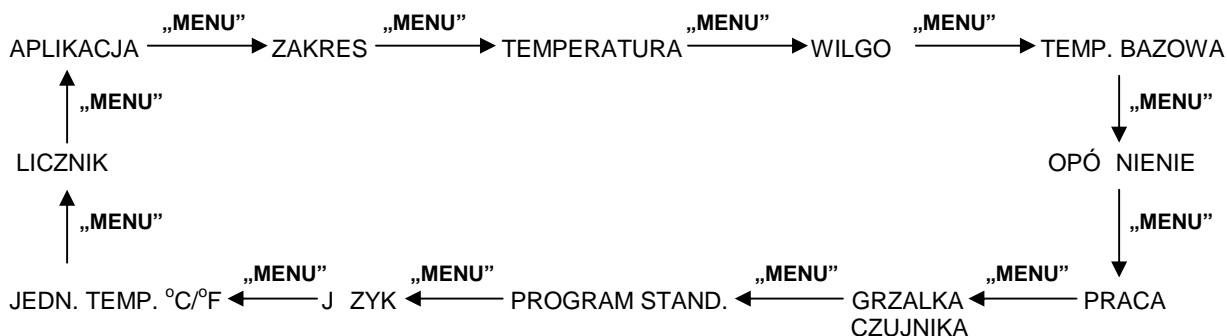 „MENU” „MENU” „MENU” „MENU”
APLIKACJA ZAKRES TEMPERATURA WILGO TEMP. BAZOWA
„MENU” „MENU”
LICZNIK OPÓ NIENIE
„MENU” „MENU”
„MENU” „MENU” „MENU” „MENU”
JEDN. TEMP. °C/°F J ZYK PROGRAM STAND. GRZALKA PRACA
CZUJNIKA